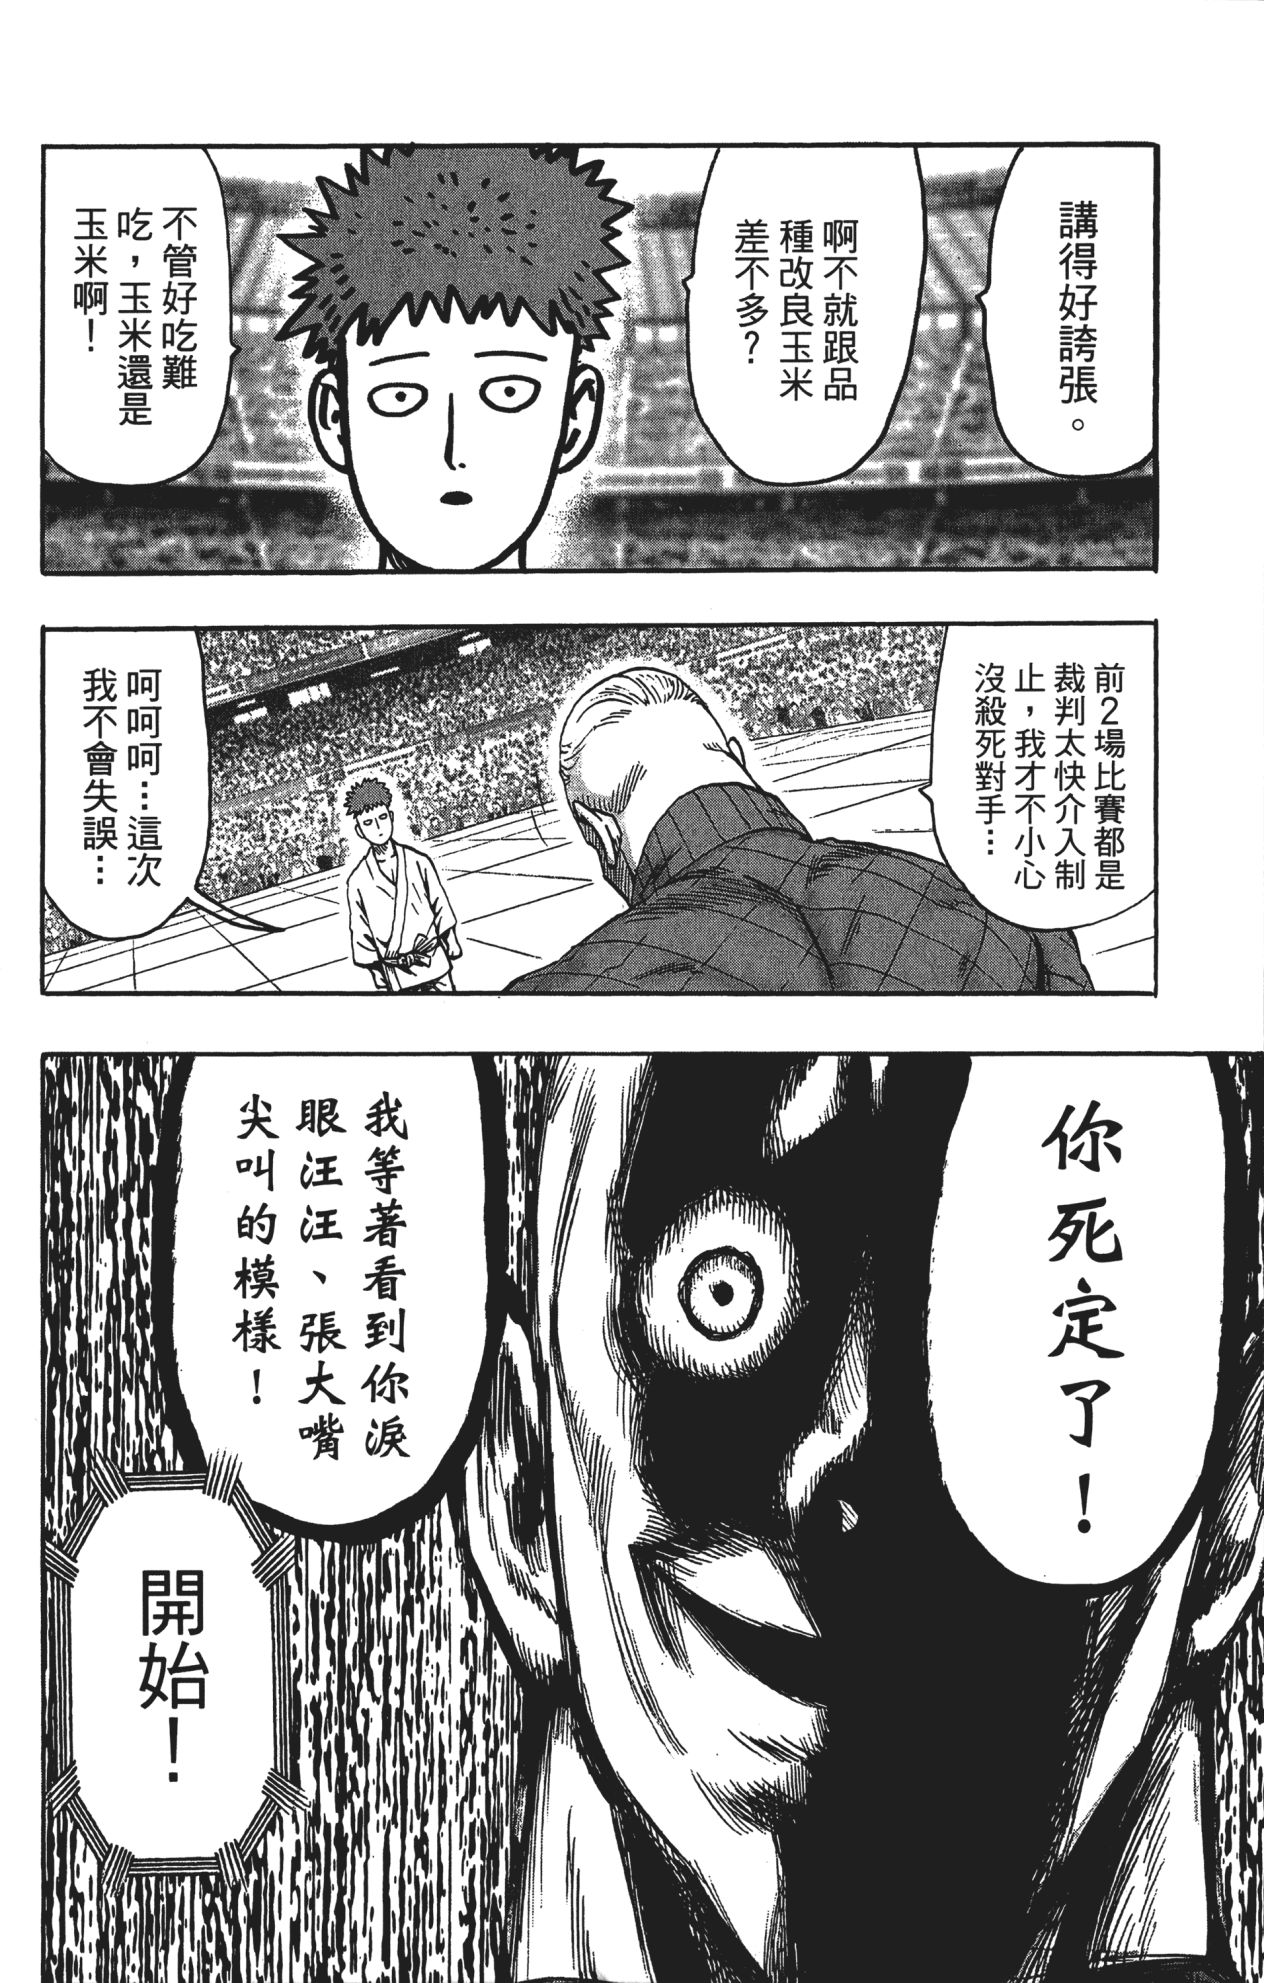 講得好誇張。
啊不就跟品
種改良玉米
差不多?
不管好吃難
吃，玉米還是
玉米啊!
前2場比賽都是
裁判太快介入制
止，我才不小心
沒殺死對手…
呵呵呵…這次
我不會失誤…
你死定了!
我等著看到你淚
眼汪汪、張大嘴
尖叫的模樣!
開始!